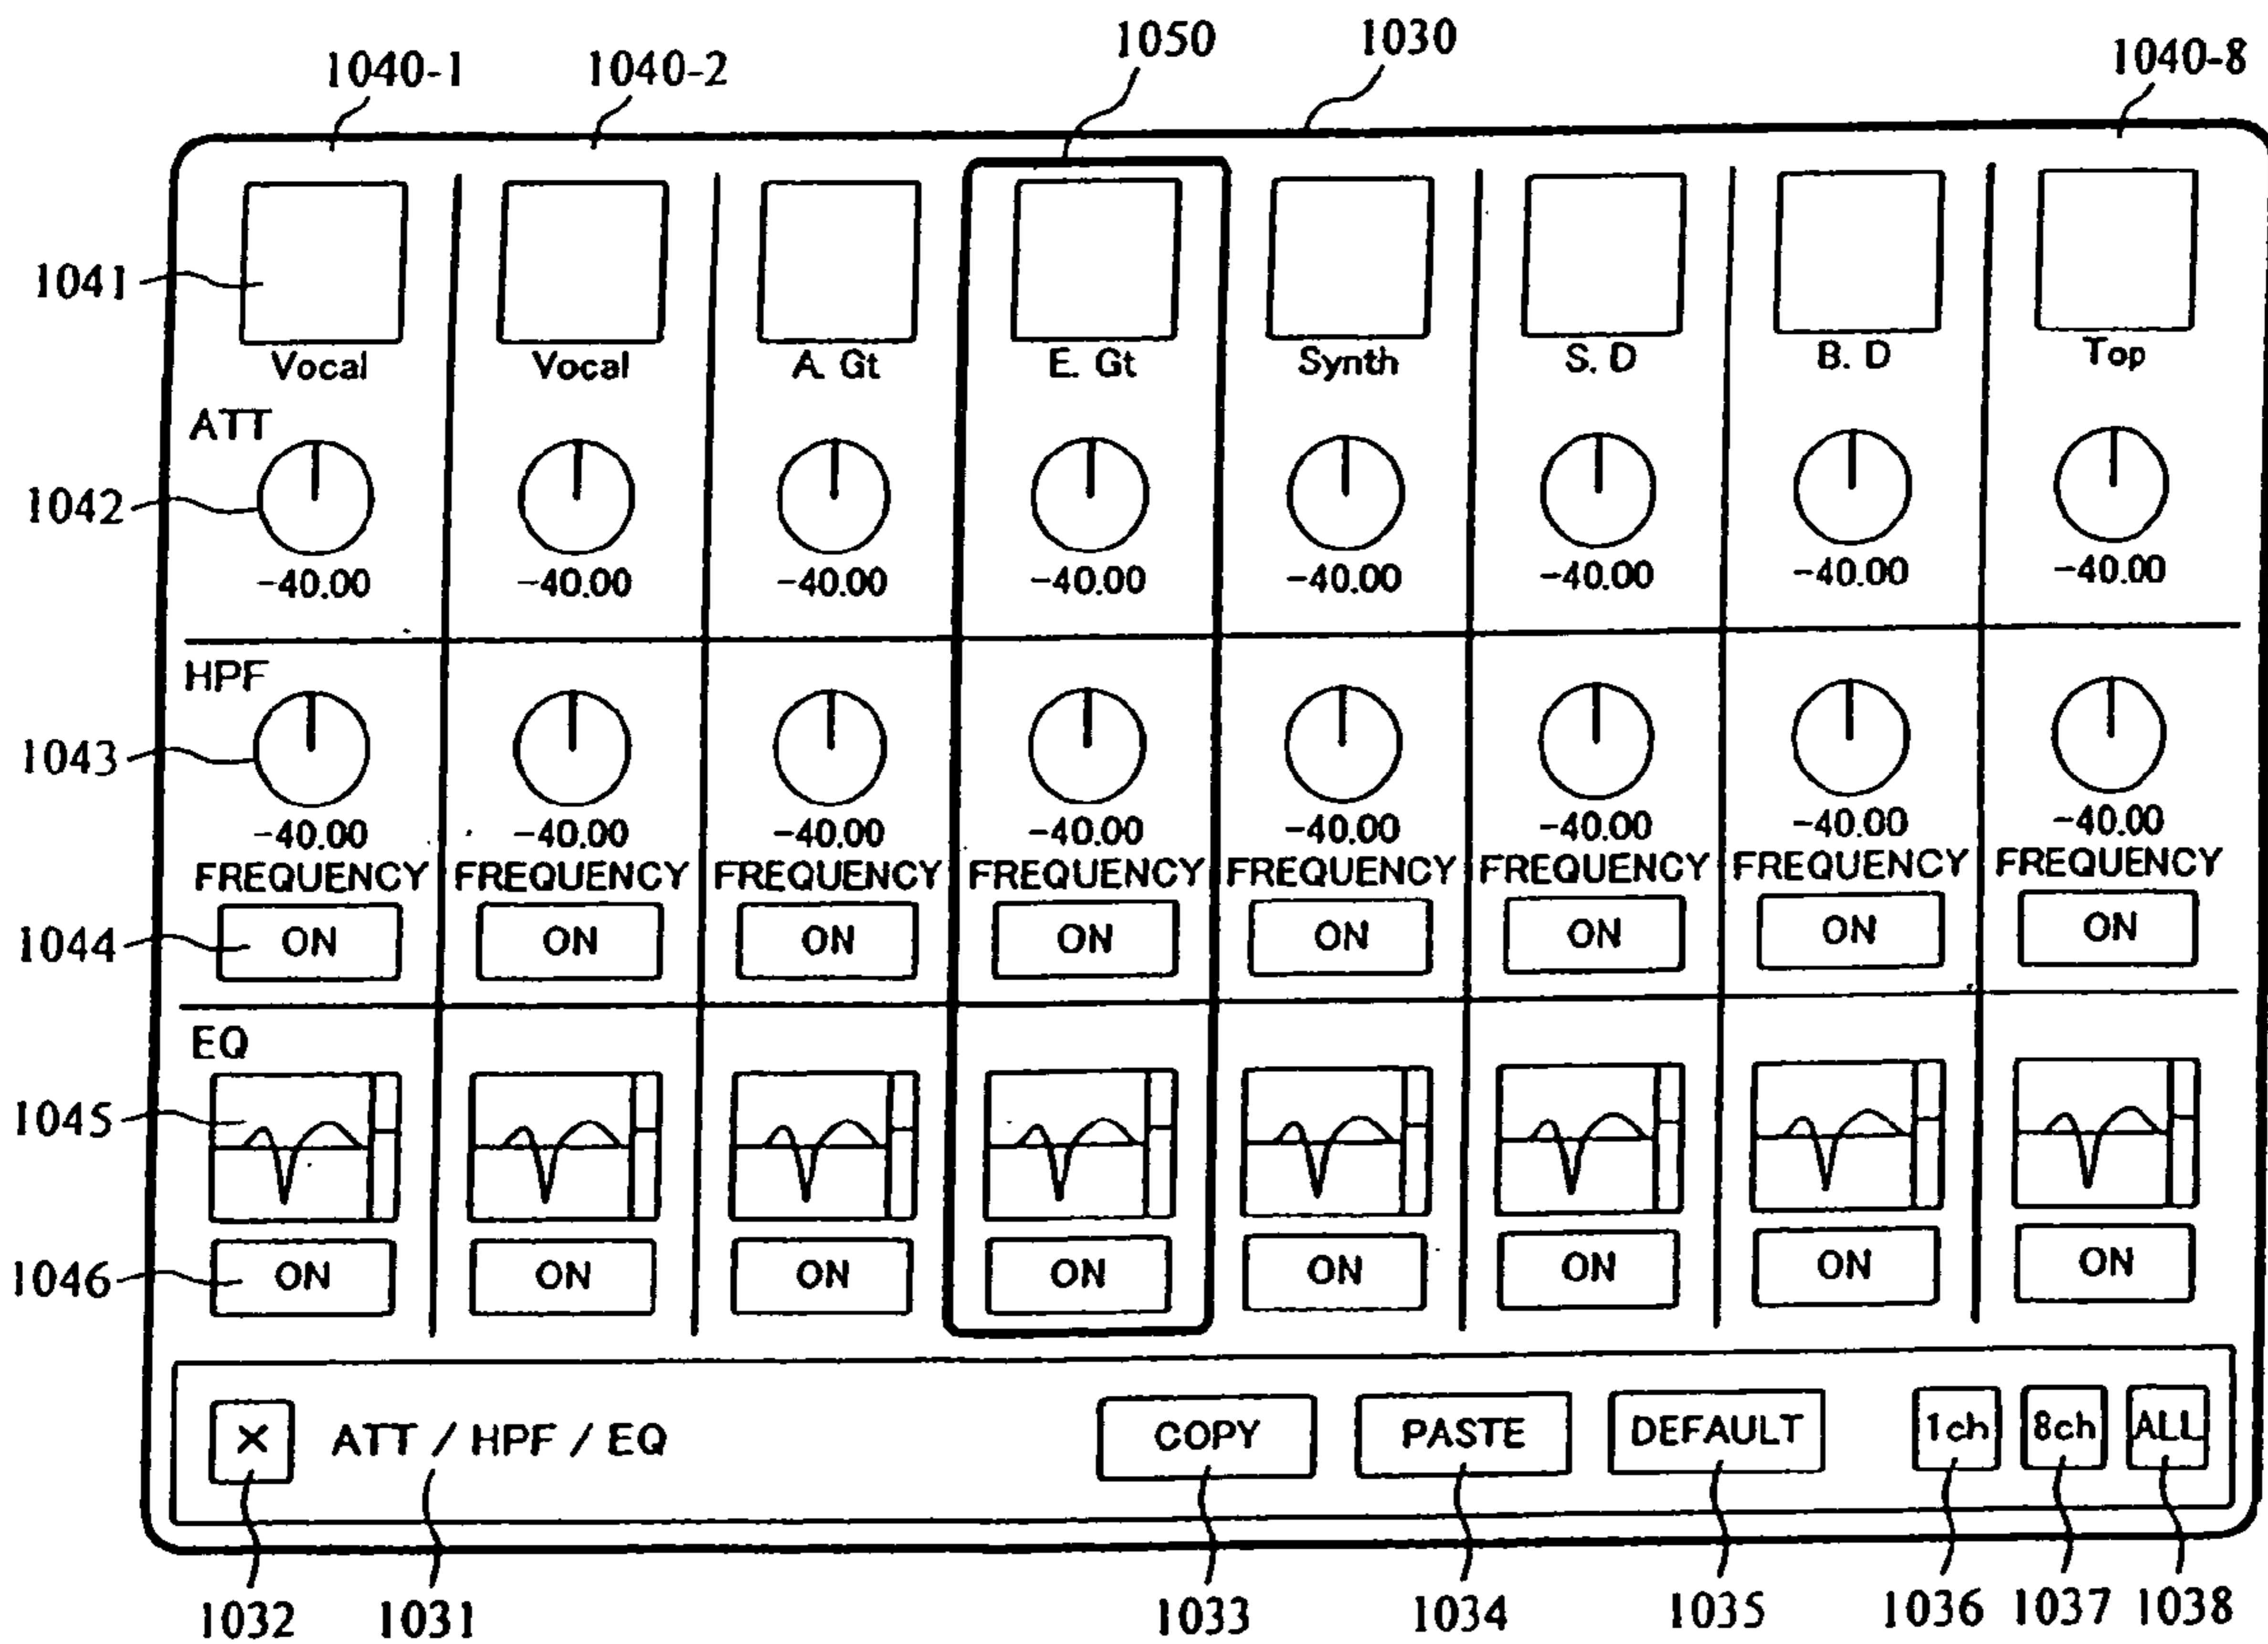 1050 1030
1040-1 1040-2 1040-8
1041
Vocal Vocal A. Gt E. Gt Synth S. D B. D Top
ATT
1042
-40.00 -40.00 -40.00 -40.00 -40.00 -40.00 -40.00 -40.00
HPF
1043
-40.00 -40.00 -40.00 -40.00 -40.00 -40.00 -40.00 -40.00
FREQUENCY FREQUENCY FREQUENCY FREQUENCY FREQUENCY FREQUENCY FREQUENCY FREQUENCY
1044 ON ON ON ON ON ON ON ON
EQ
1045
1046 ON ON ON ON ON ON ON ON
× ATT / HPF / EQ COPY PASTE DEFAULT 1ch 8ch ALL
1032 1031 1033 1034 1035 1036 1037 1038